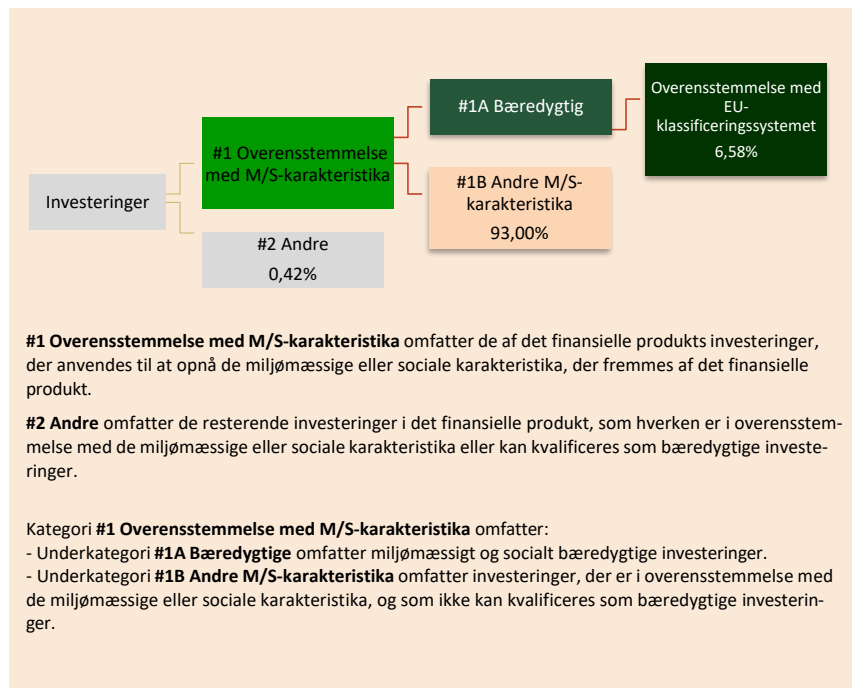 Investeringer
#1 Overensstemmelse
med M/S-karakteristika
#2 Andre
0,42%
#1A Bæredygtig
#1B Andre M/S-
karakteristika
93,00%
Overensstemmelse med
EU-
klassificeringssystemet
6,58%
#1 Overensstemmelse med M/S-karakteristika omfatter de af det finansielle produkts investeringer,
der anvendes til at opnå de miljømæssige eller sociale karakteristika, der fremmes af det finansielle
produkt.
#2 Andre omfatter de resterende investeringer i det finansielle produkt, som hverken er i overensstem-
melse med de miljømæssige eller sociale karakteristika eller kan kvalificeres som bæredygtige investe-
ringer.
Kategori #1 Overensstemmelse med M/S-karakteristika omfatter:
- Underkategori #1A Bæredygtige omfatter miljømæssigt og socialt bæredygtige investeringer.
- Underkategori #1B Andre M/S-karakteristika omfatter investeringer, der er i overensstemmelse med
de miljømæssige eller sociale karakteristika, og som ikke kan kvalificeres som bæredygtige investerin-
ger.